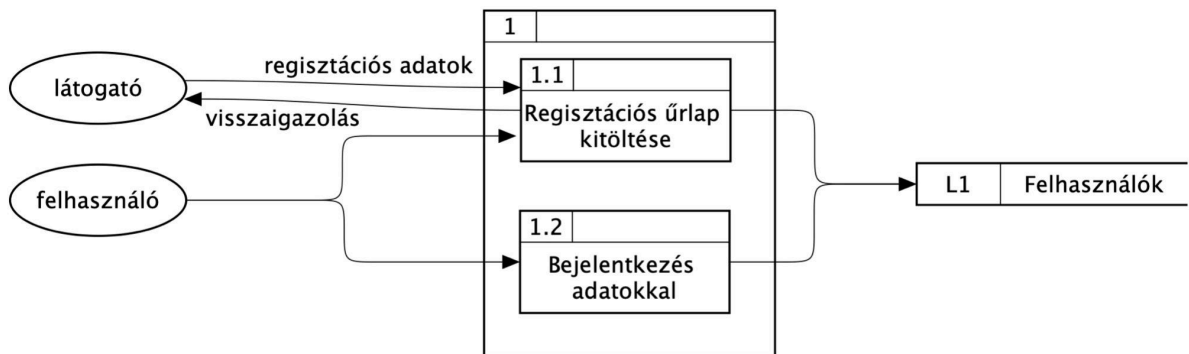 1
látogató
regisztációs adatok
visszaigazolás
1.1
Regisztációs űrlap
kitöltése
felhasználó
1.2
Bejelentkezés
adatokkal
L1 Felhasználók